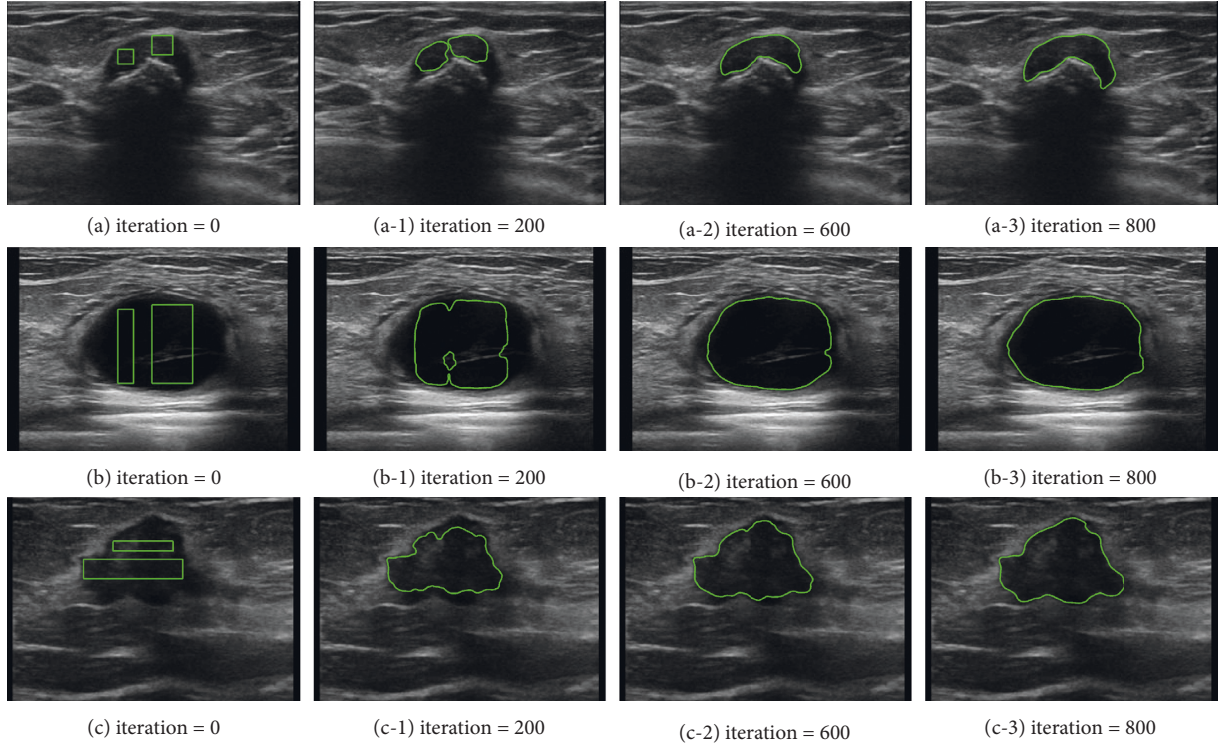 (a) iteration = 0
(a-1) iteration = 200
(a-2) iteration = 600
(a-3) iteration = 800
(b) iteration = 0
(b-1) iteration = 200
(b-2) iteration = 600
(b-3) iteration = 800
(c) iteration = 0
(c-1) iteration = 200
(c-2) iteration = 600
(c-3) iteration = 800